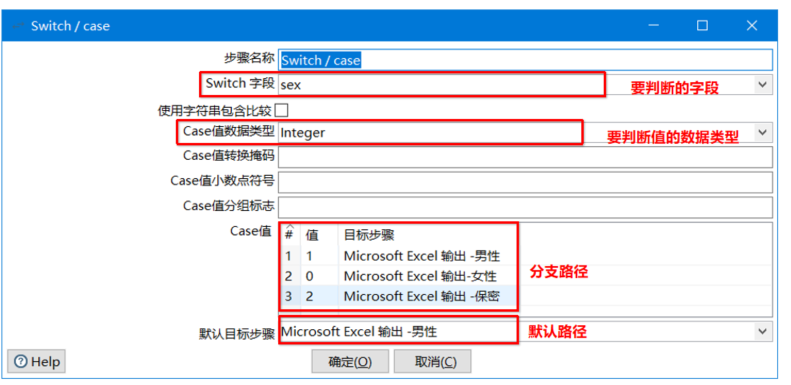 Switch / case
步骤名称 Switch / case
Switch 字段 sex 要判断的字段
使用字符串包含比较
Case值数据类型 Integer 要判断值的数据类型
Case值转换掩码
Case值小数点符号
Case值分组标志
Case值 # 值 目标步骤
1 1 Microsoft Excel 输出 -男性
2 0 Microsoft Excel 输出-女性 分支路径
3 2 Microsoft Excel 输出 -保密
默认目标步骤 Microsoft Excel 输出 -男性 默认路径
Help 确定(O) 取消(C)